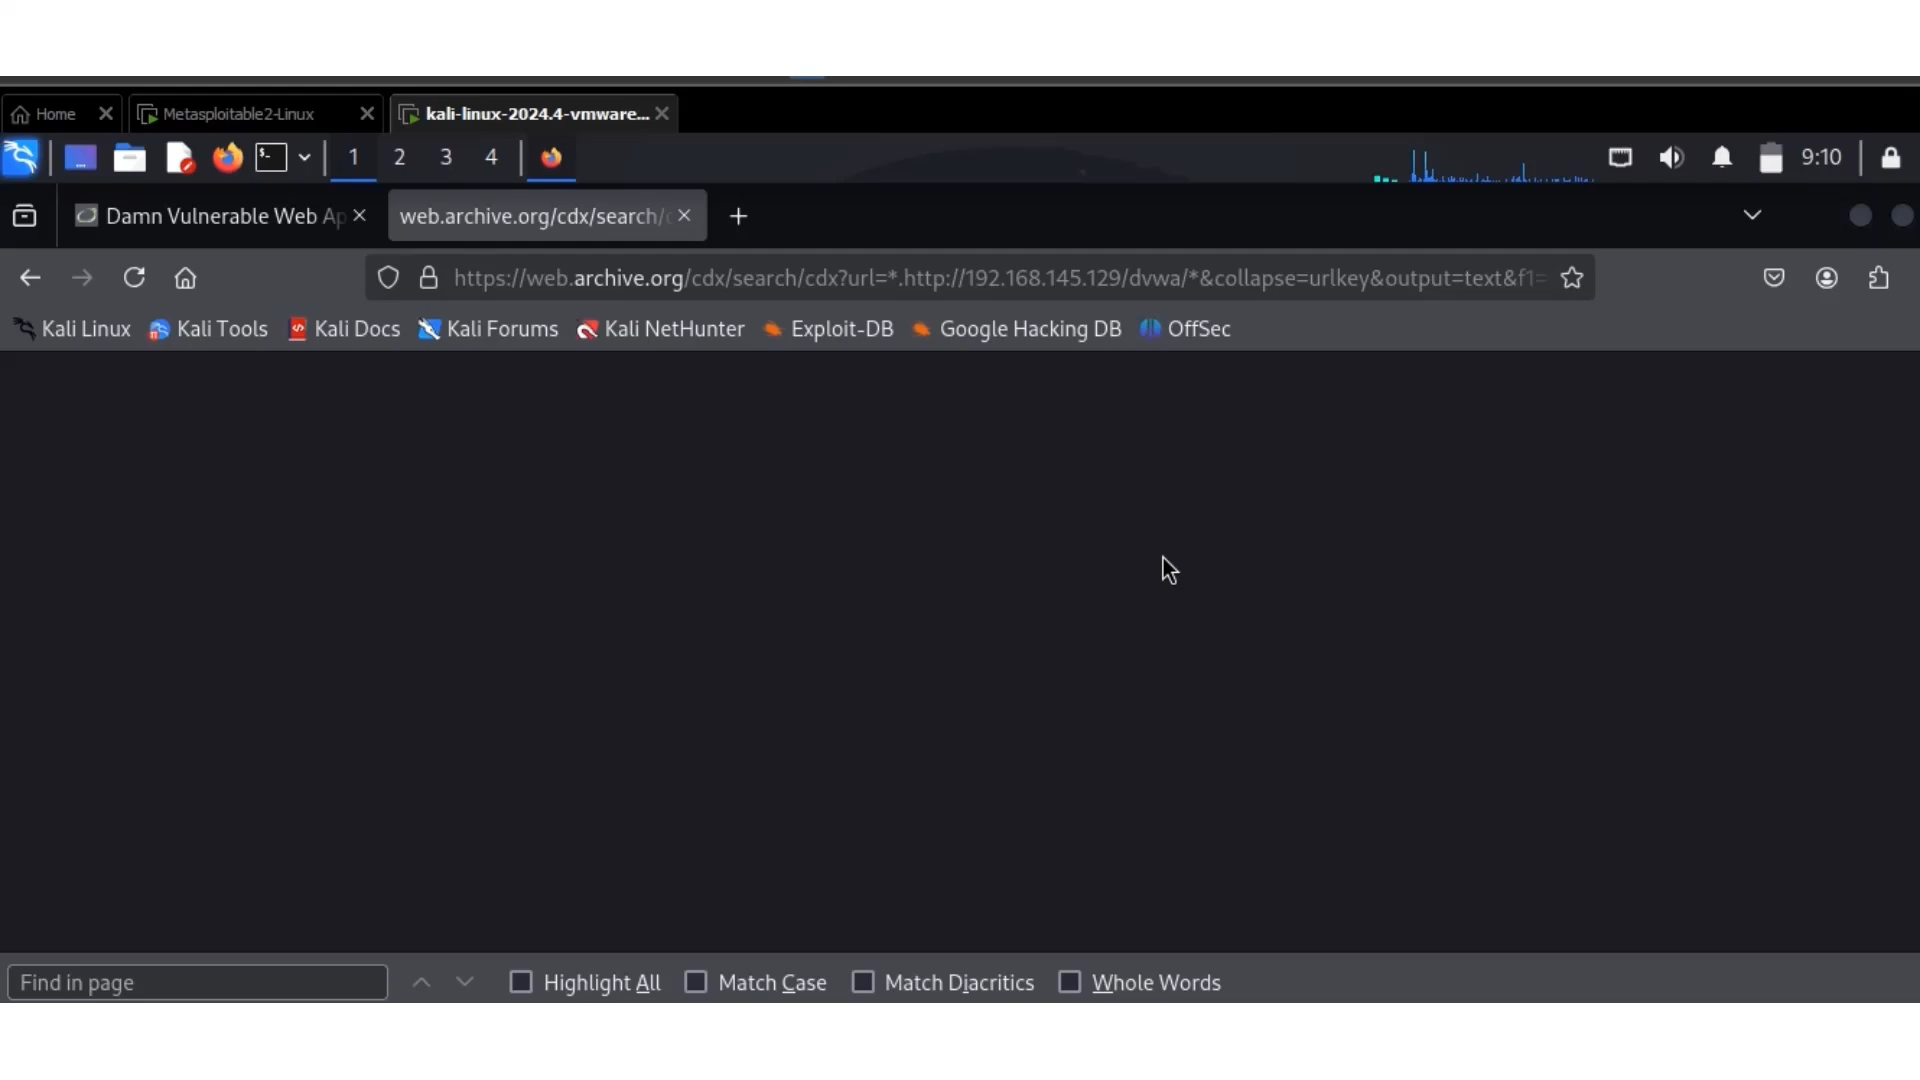 Home
Metasploitable2-Linux
kali-linux-2024.4-vmware...
1 2 3 4
9:10
Damn Vulnerable Web Ap
web.archive.org/cdx/search/c
https://web.archive.org/cdx/search/cdx?url=*.http://192.168.145.129/dvwa/*&collapse=urlkey&output=text&f1=
Kali Linux Kali Tools Kali Docs Kali Forums Kali NetHunter Exploit-DB Google Hacking DB OffSec
Find in page
Highlight All Match Case Match Diacritics Whole Words